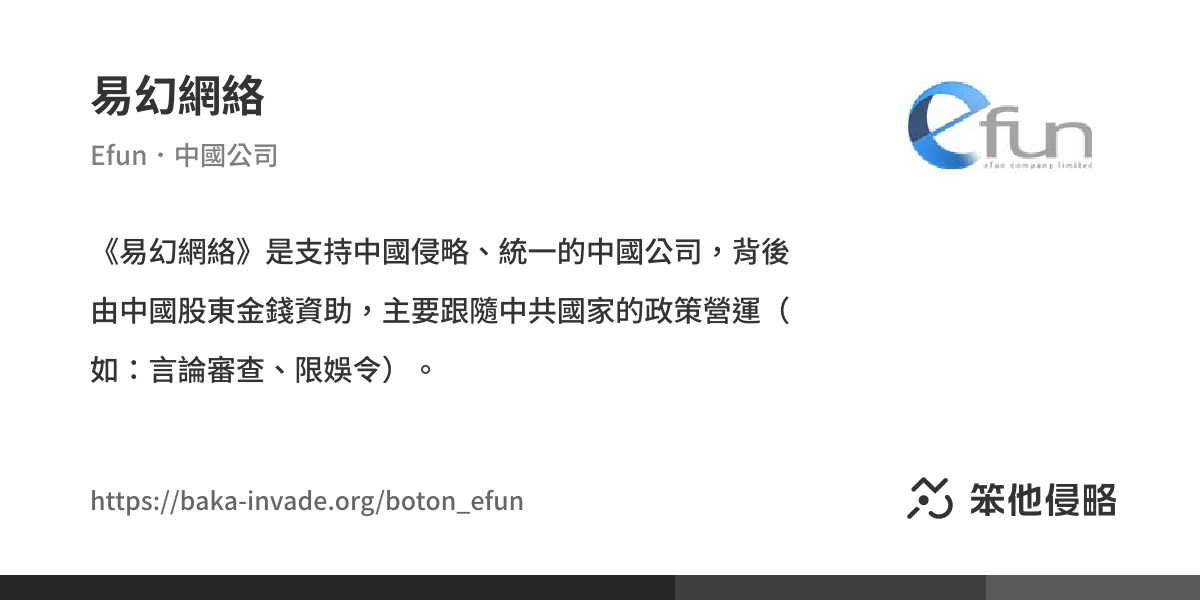 易幻網絡
Efun・中國公司
efun
efun company limited
《易幻網絡》是支持中國侵略、統一的中國公司，背後
由中國股東金錢資助，主要跟隨中共國家的政策營運（
如：言論審查、限娛令）。
https://baka-invade.org/boton_efun
笨他侵略